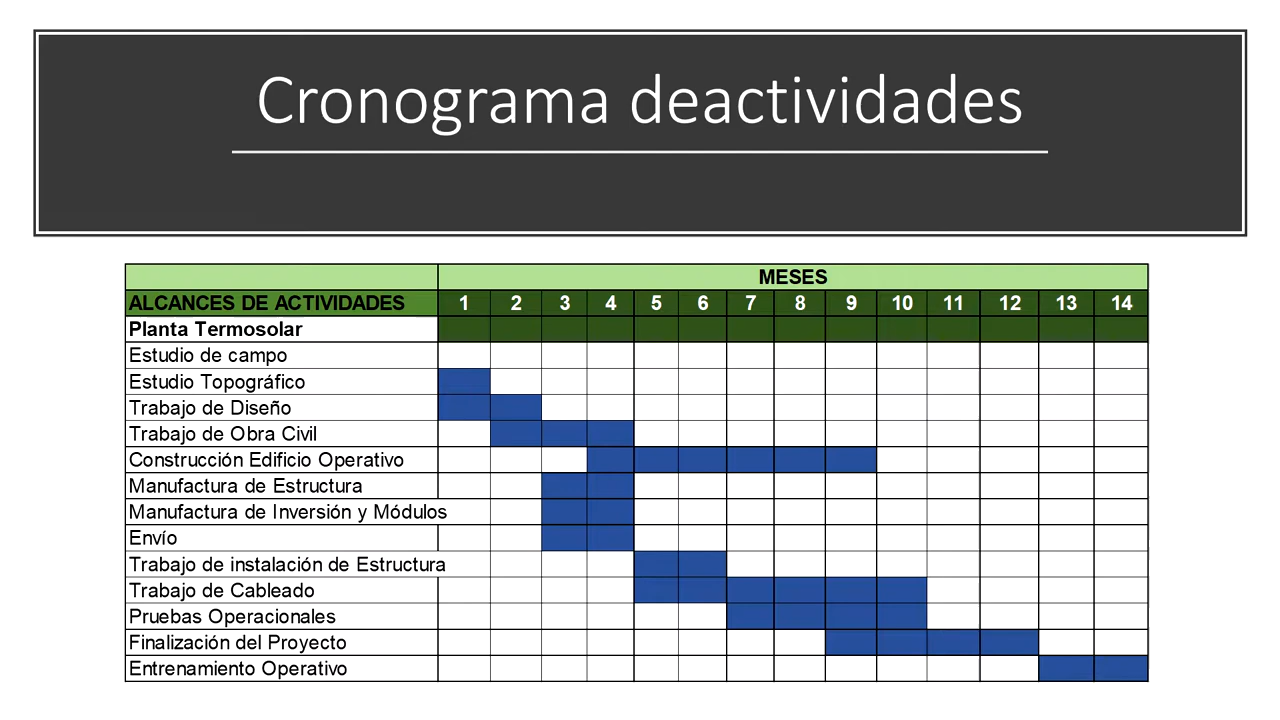 Cronograma deactividades
MESES
ALCANCES DE ACTIVIDADES 1 2 3 4 5 6 7 8 9 10 11 12 13 14
Planta Termosolar
Estudio de campo
Estudio Topográfico
Trabajo de Diseño
Trabajo de Obra Civil
Construcción Edificio Operativo
Manufactura de Estructura
Manufactura de Inversión y Módulos
Envío
Trabajo de instalación de Estructura
Trabajo de Cableado
Pruebas Operacionales
Finalización del Proyecto
Entrenamiento Operativo